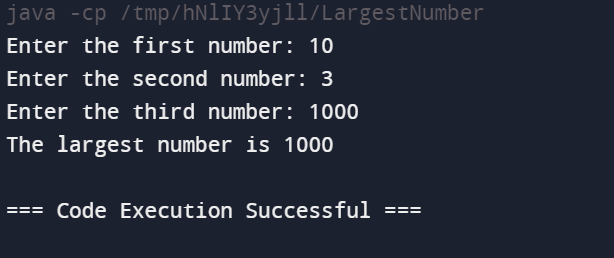 java -cp /tmp/hNlIY3yjll/LargestNumber
Enter the first number: 10
Enter the second number: 3
Enter the third number: 1000
The largest number is 1000
=== Code Execution Successful ===